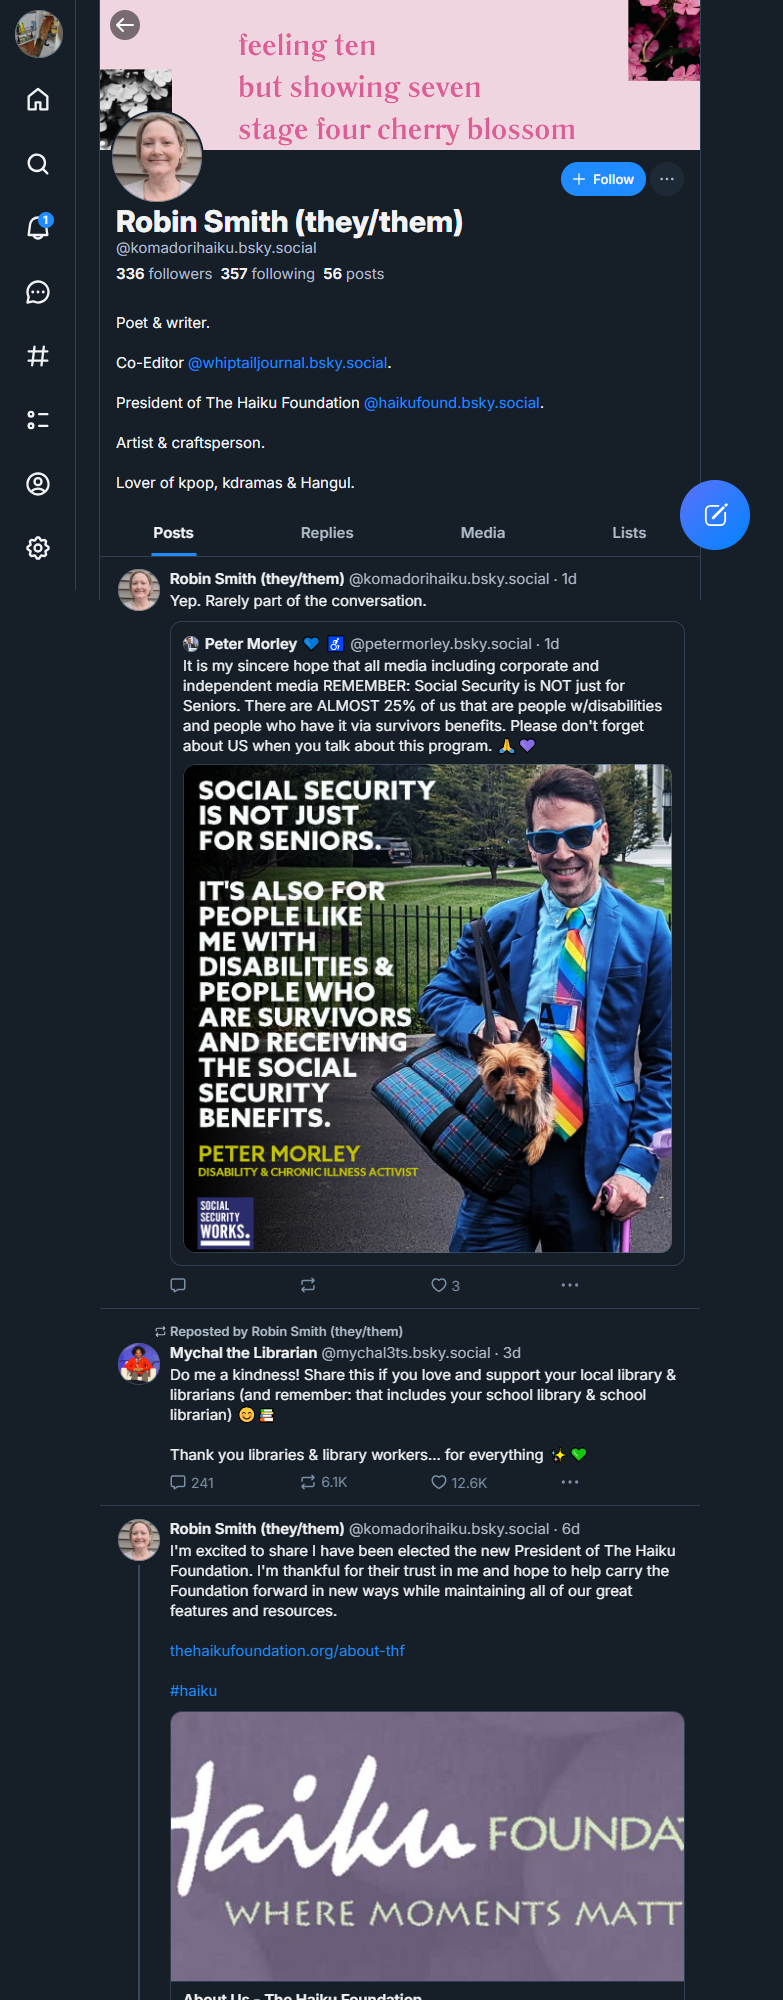 feeling ten
but showing seven
stage four cherry blossom
+ Follow
Robin Smith (they/them)
@komadorihaiku.bsky.social
336 followers 357 following 56 posts
1
Poet & writer.
Co-Editor @whiptailjournal.bsky.social.
President of The Haiku Foundation @haikufound.bsky.social.
Artist & craftsperson.
Lover of kpop, kdramas & Hangul.
Posts Replies Media Lists
Robin Smith (they/them) @komadorihaiku.bsky.social · 1d
Yep. Rarely part of the conversation.
Peter Morley 💙 ♿ @petermorley.bsky.social · 1d
It is my sincere hope that all media including corporate and
independent media REMEMBER: Social Security is NOT just for
Seniors. There are ALMOST 25% of us that are people w/disabilities
and people who have it via survivors benefits. Please don't forget
about US when you talk about this program. 🙏 💜
SOCIAL SECURITY
IS NOT JUST
FOR SENIORS.
IT'S ALSO FOR
PEOPLE LIKE
ME WITH
DISABILITIES &
PEOPLE WHO
ARE SURVIVORS
AND RECEIVING
THE SOCIAL
SECURITY
BENEFITS.
PETER MORLEY
DISABILITY & CHRONIC ILLNESS ACTIVIST
SOCIAL
SECURITY
WORKS.
3
Reposted by Robin Smith (they/them)
Mychal the Librarian @mychal3ts.bsky.social · 3d
Do me a kindness! Share this if you love and support your local library &
librarians (and remember: that includes your school library & school
librarian) 😊 📚
Thank you libraries & library workers... for everything ✨ 💚
241 6.1K 12.6K
Robin Smith (they/them) @komadorihaiku.bsky.social · 6d
I'm excited to share I have been elected the new President of The Haiku
Foundation. I'm thankful for their trust in me and hope to help carry the
Foundation forward in new ways while maintaining all of our great
features and resources.
thehaikufoundation.org/about-thf
#haiku
Haiku FOUNDA
WHERE MOMENTS MATT
About Us - The Haiku Foundation